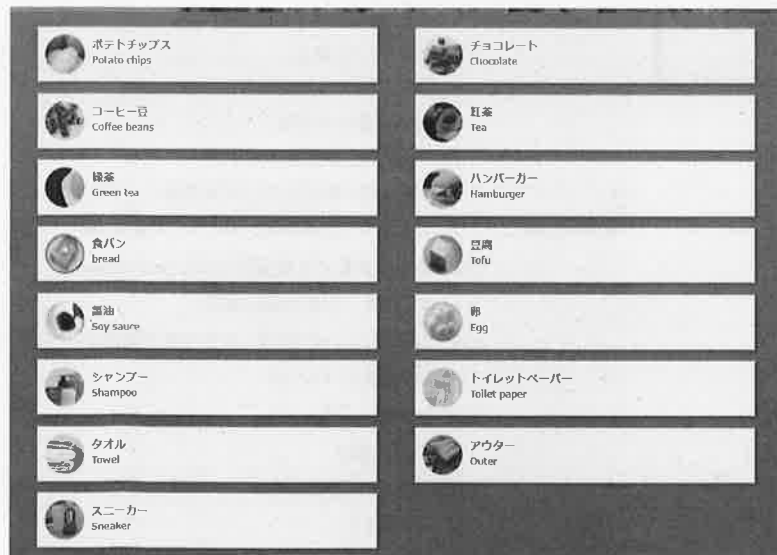 ポテトチップス
Potato chips
チョコレート
Chocolate
コーヒー豆
Coffee beans
紅茶
Tea
緑茶
Green tea
ハンバーガー
Hamburger
食パン
bread
豆腐
Tofu
醤油
Soy sauce
卵
Egg
シャンプー
Shampoo
トイレットペーパー
Toilet paper
タオル
Towel
アウター
Outer
スニーカー
Sneaker